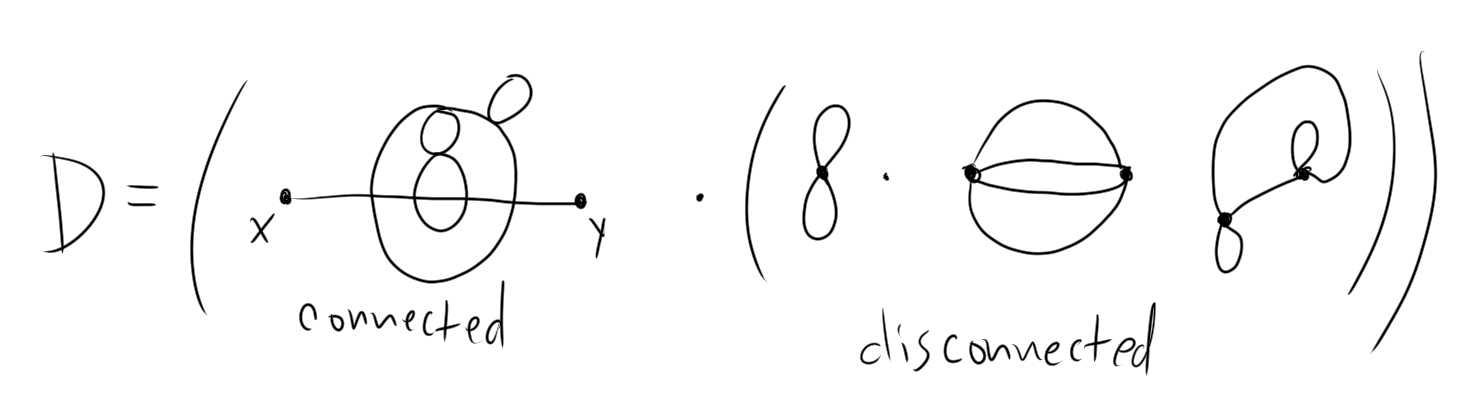 D = ( x y · ( · ) )
connected
disconnected